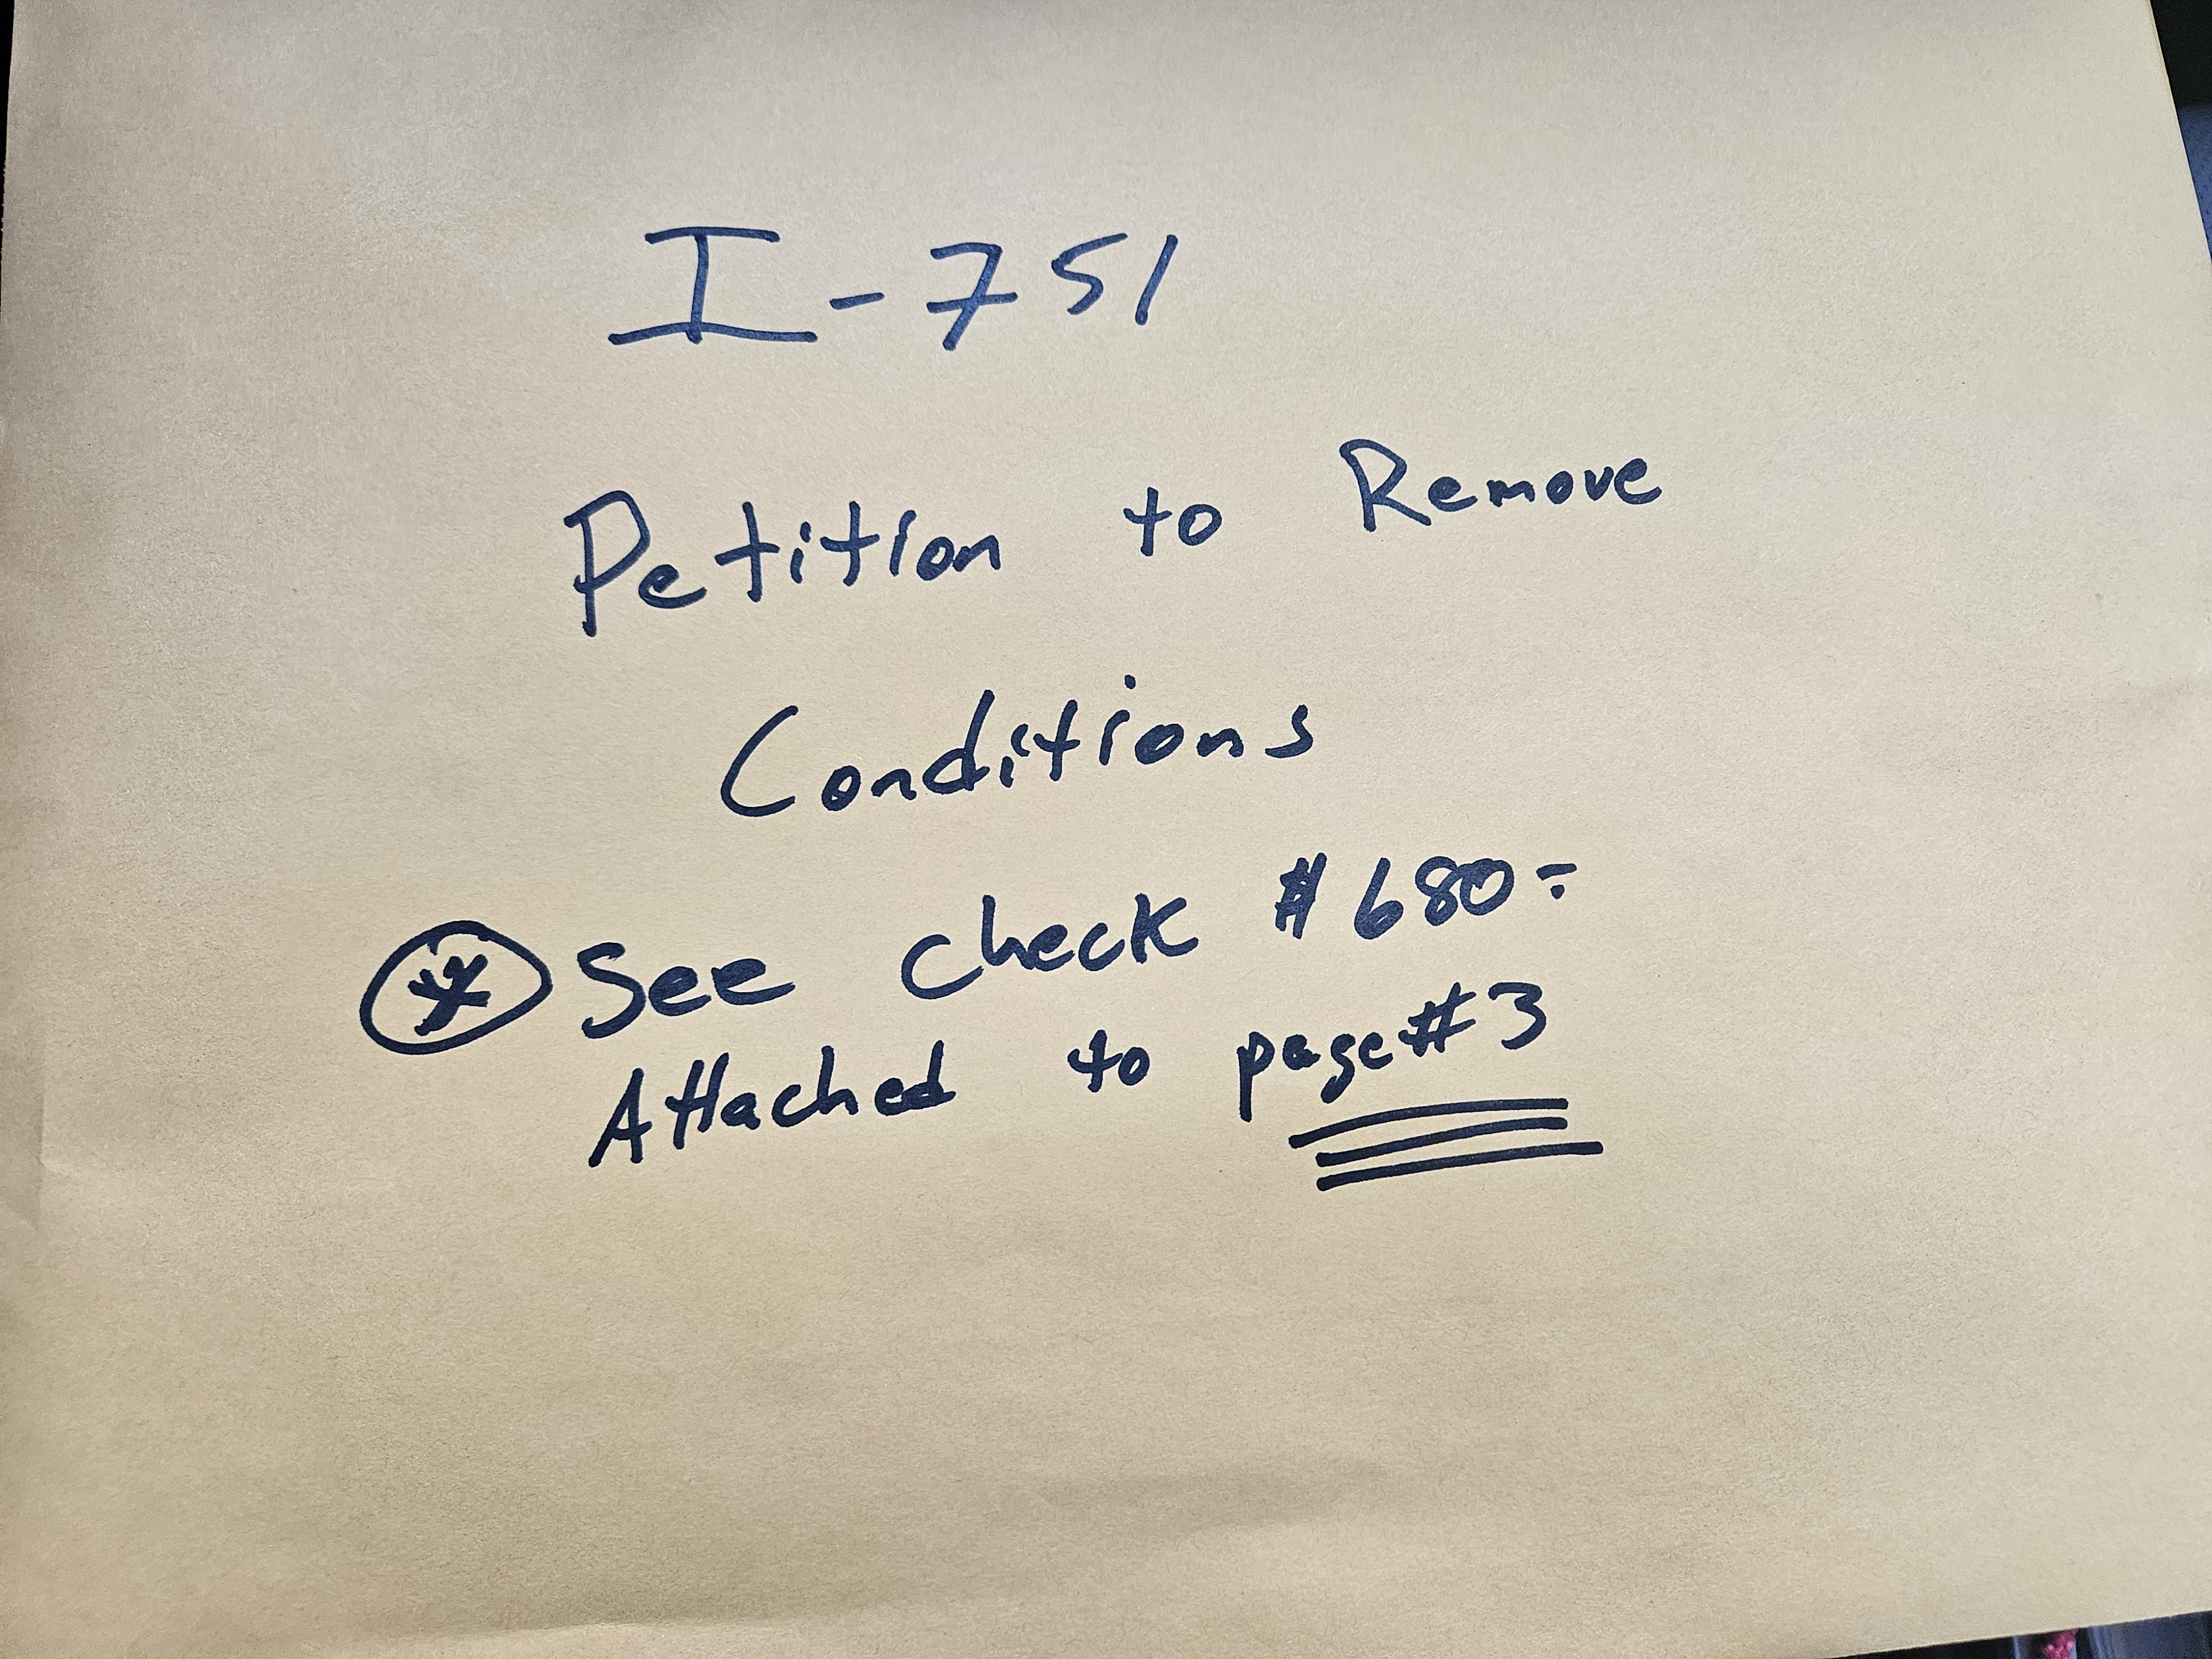 I-751
Petition to Remove
Conditions
* See check #680=
Attached to page#3